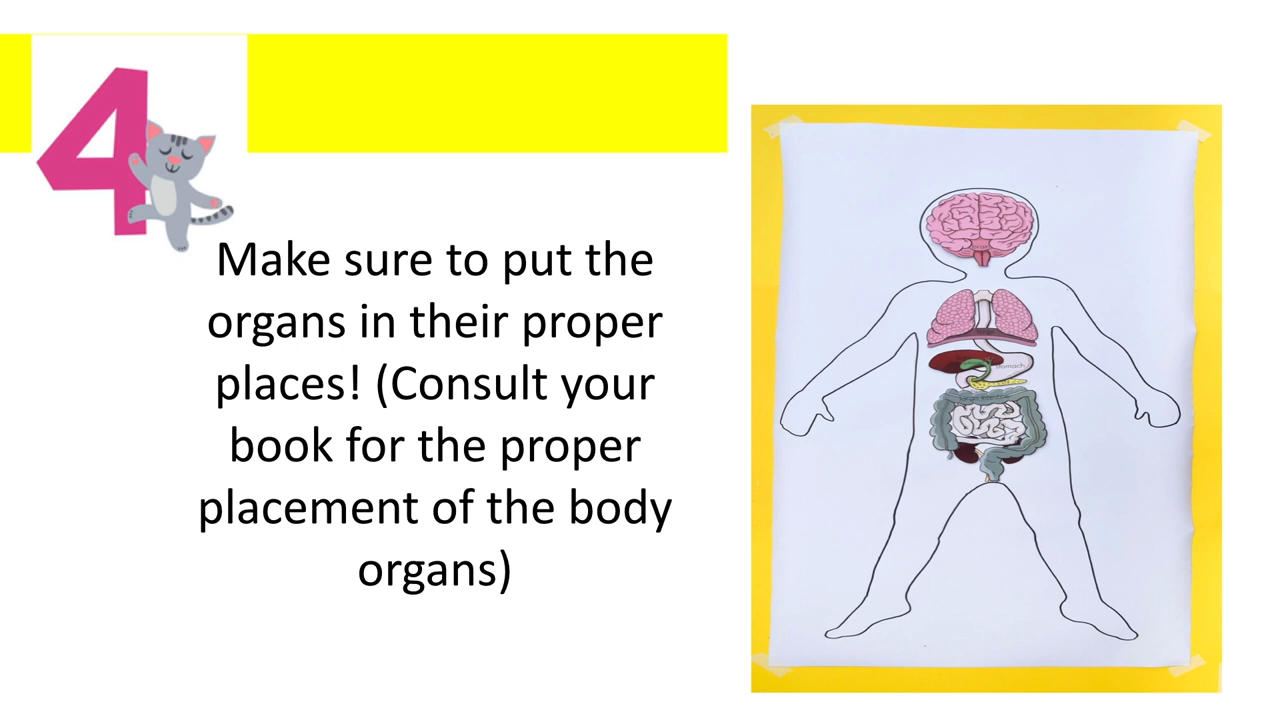 4
Make sure to put the
organs in their proper
places! (Consult your
book for the proper
placement of the body
organs)
stomach